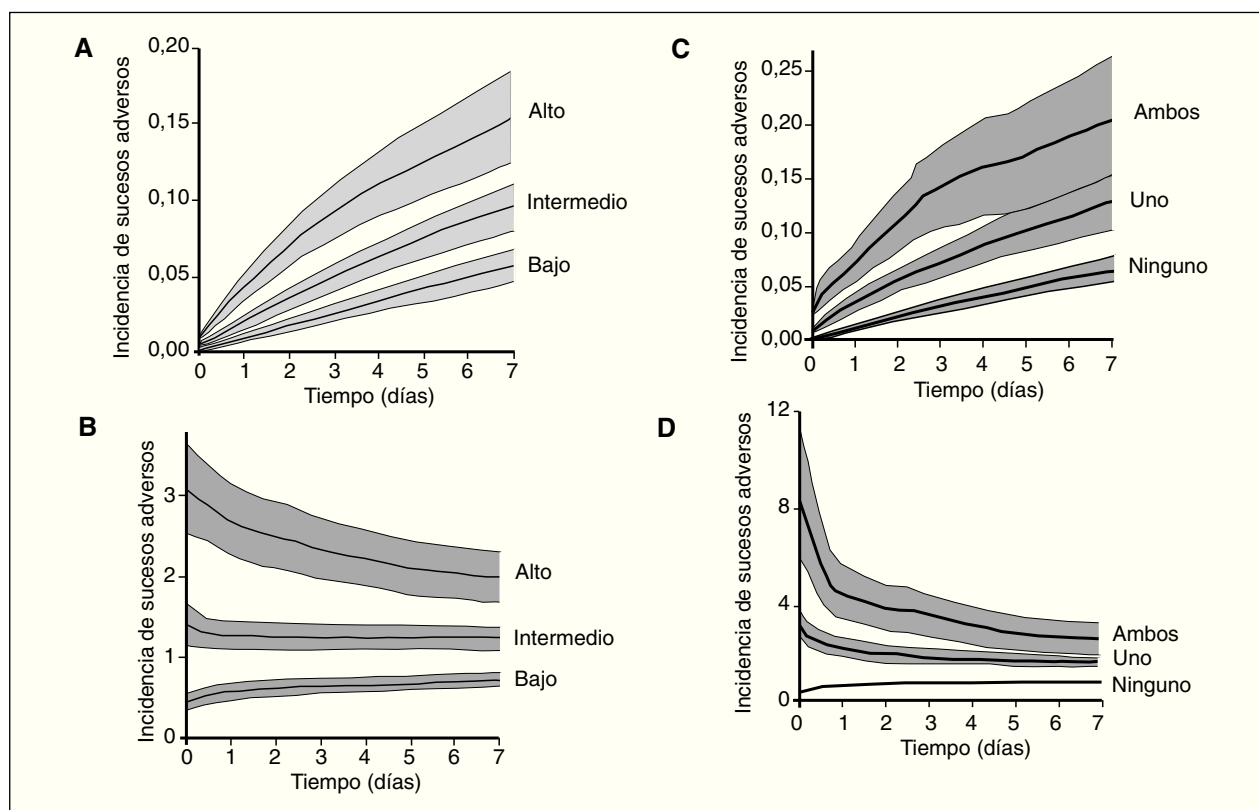 A
Incidencia de sucesos adversos
0,20
0,15
0,10
0,05
0,00
Alto
Intermedio
Bajo
0 1 2 3 4 5 6 7
Tiempo (días)
C
Incidencia de sucesos adversos
0,25
0,20
0,15
0,10
0,05
0,00
Ambos
Uno
Ninguno
0 1 2 3 4 5 6 7
Tiempo (días)
B
Incidencia de sucesos adversos
3
2
1
0
Alto
Intermedio
Bajo
0 1 2 3 4 5 6 7
Tiempo (días)
D
Incidencia de sucesos adversos
12
8
4
0
Ambos
Uno
Ninguno
0 1 2 3 4 5 6 7
Tiempo (días)